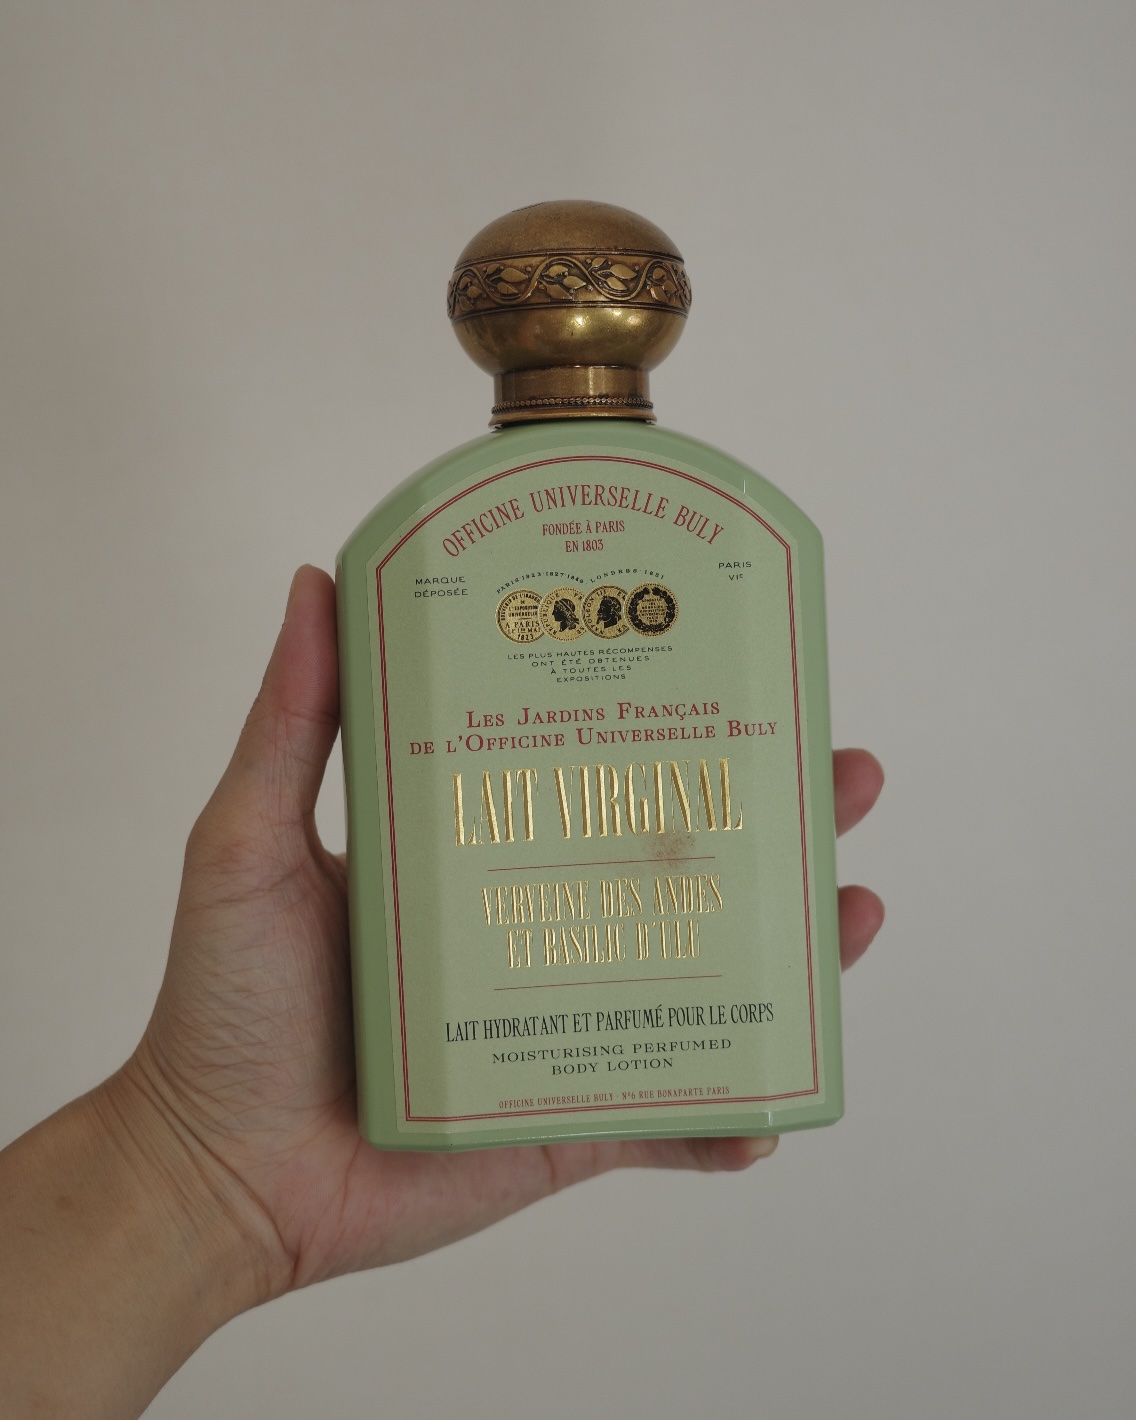 OFFICINE UNIVERSELLE BULY
FONDÉE À PARIS
EN 1803
MARQUE
DÉPOSÉE
PARIS
VIᴱ
LES PLUS HAUTES RÉCOMPENSES
ONT ÉTÉ OBTENUES
À TOUTES LES
EXPOSITIONS
LES JARDINS FRANÇAIS
DE L'OFFICINE UNIVERSELLE BULY
LAIT VIRGINAL
VERVEINE DES ANDES
ET BASILIC D'ULU
LAIT HYDRATANT ET PARFUMÉ POUR LE CORPS
MOISTURISING PERFUMED
BODY LOTION
OFFICINE UNIVERSELLE BULY - Nº6 RUE BONAPARTE PARIS